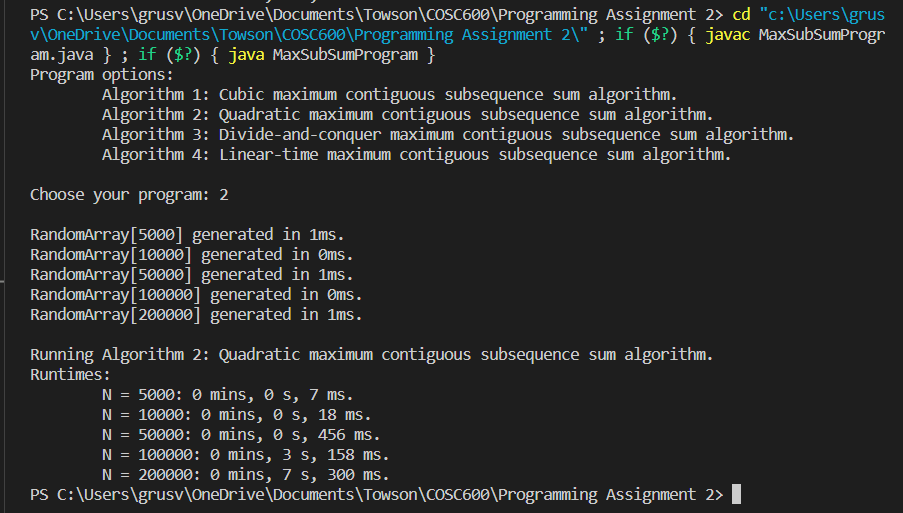 PS C:\Users\grusv\OneDrive\Documents\Towson\COSC600\Programming Assignment 2> cd "c:\Users\grus
v\OneDrive\Documents\Towson\COSC600\Programming Assignment 2\" ; if ($?) { javac MaxSubSumProgr
am.java } ; if ($?) { java MaxSubSumProgram }
Program options:
Algorithm 1: Cubic maximum contiguous subsequence sum algorithm.
Algorithm 2: Quadratic maximum contiguous subsequence sum algorithm.
Algorithm 3: Divide-and-conquer maximum contiguous subsequence sum algorithm.
Algorithm 4: Linear-time maximum contiguous subsequence sum algorithm.
Choose your program: 2
RandomArray[5000] generated in 1ms.
RandomArray[10000] generated in 0ms.
RandomArray[50000] generated in 1ms.
RandomArray[100000] generated in 0ms.
RandomArray[200000] generated in 1ms.
Running Algorithm 2: Quadratic maximum contiguous subsequence sum algorithm.
Runtimes:
N = 5000: 0 mins, 0 s, 7 ms.
N = 10000: 0 mins, 0 s, 18 ms.
N = 50000: 0 mins, 0 s, 456 ms.
N = 100000: 0 mins, 3 s, 158 ms.
N = 200000: 0 mins, 7 s, 300 ms.
PS C:\Users\grusv\OneDrive\Documents\Towson\COSC600\Programming Assignment 2>